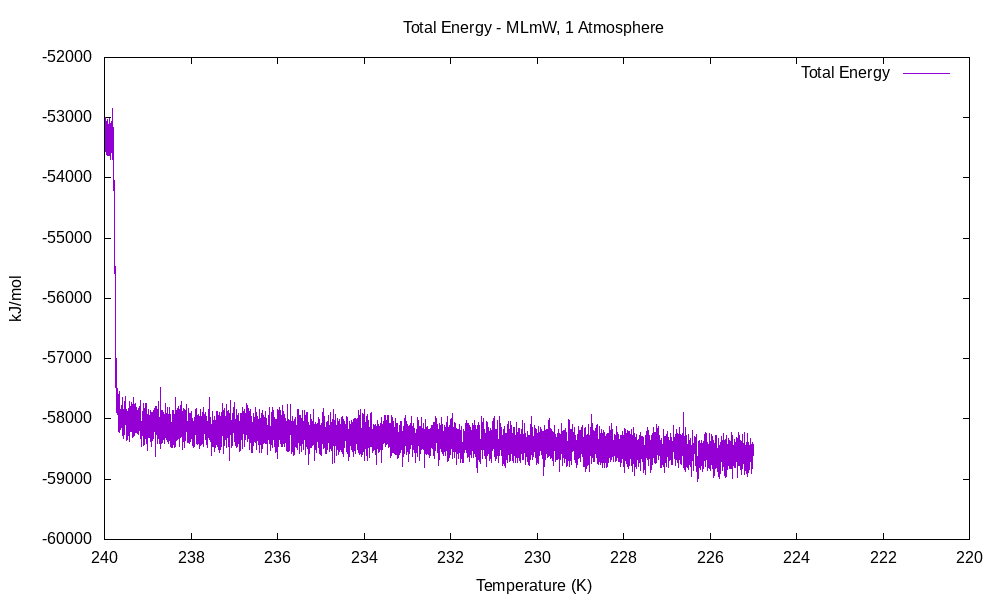 Total Energy - MLmW, 1 Atmosphere
Total Energy
-52000
-53000
-54000
-55000
-56000
-57000
-58000
-59000
-60000
kJ/mol
240 238 236 234 232 230 228 226 224 222 220
Temperature (K)